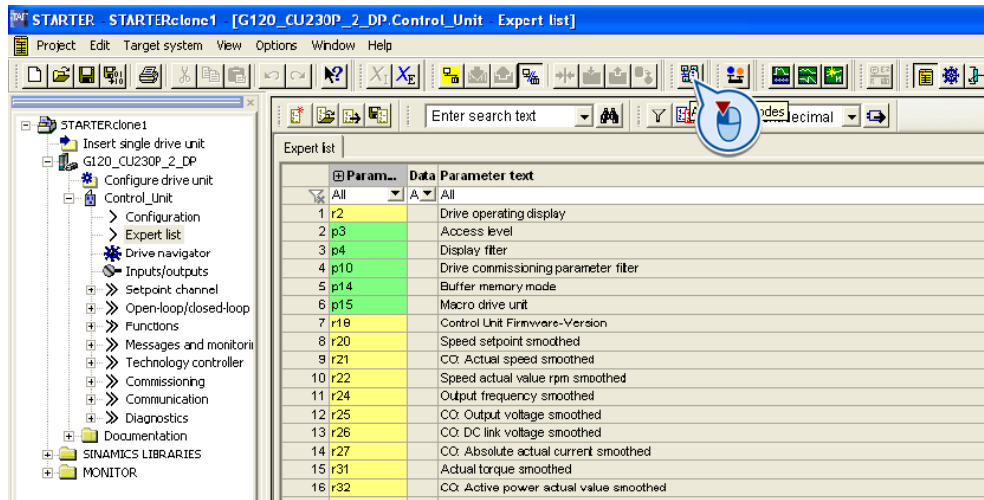 STARTER - STARTERclone1 - [G120_CU230P_2_DP.Control_Unit - Expert list]
Project Edit Target system View Options Window Help
Enter search text
odes
ecimal
STARTERclone1
Insert single drive unit
G120_CU230P_2_DP
Configure drive unit
Control_Unit
Configuration
Expert list
Drive navigator
Inputs/outputs
Setpoint channel
Open-loop/closed-loop
Functions
Messages and monitorii
Technology controller
Commissioning
Communication
Diagnostics
Documentation
SINAMICS LIBRARIES
MONITOR
Expert list
Param... Data Parameter text
All A All
1 r2 Drive operating display
2 p3 Access level
3 p4 Display filter
4 p10 Drive commissioning parameter filter
5 p14 Buffer memory mode
6 p15 Macro drive unit
7 r18 Control Unit Firmware-Version
8 r20 Speed setpoint smoothed
9 r21 CO: Actual speed smoothed
10 r22 Speed actual value rpm smoothed
11 r24 Output frequency smoothed
12 r25 CO: Output voltage smoothed
13 r26 CO: DC link voltage smoothed
14 r27 CO: Absolute actual current smoothed
15 r31 Actual torque smoothed
16 r32 CO: Active power actual value smoothed